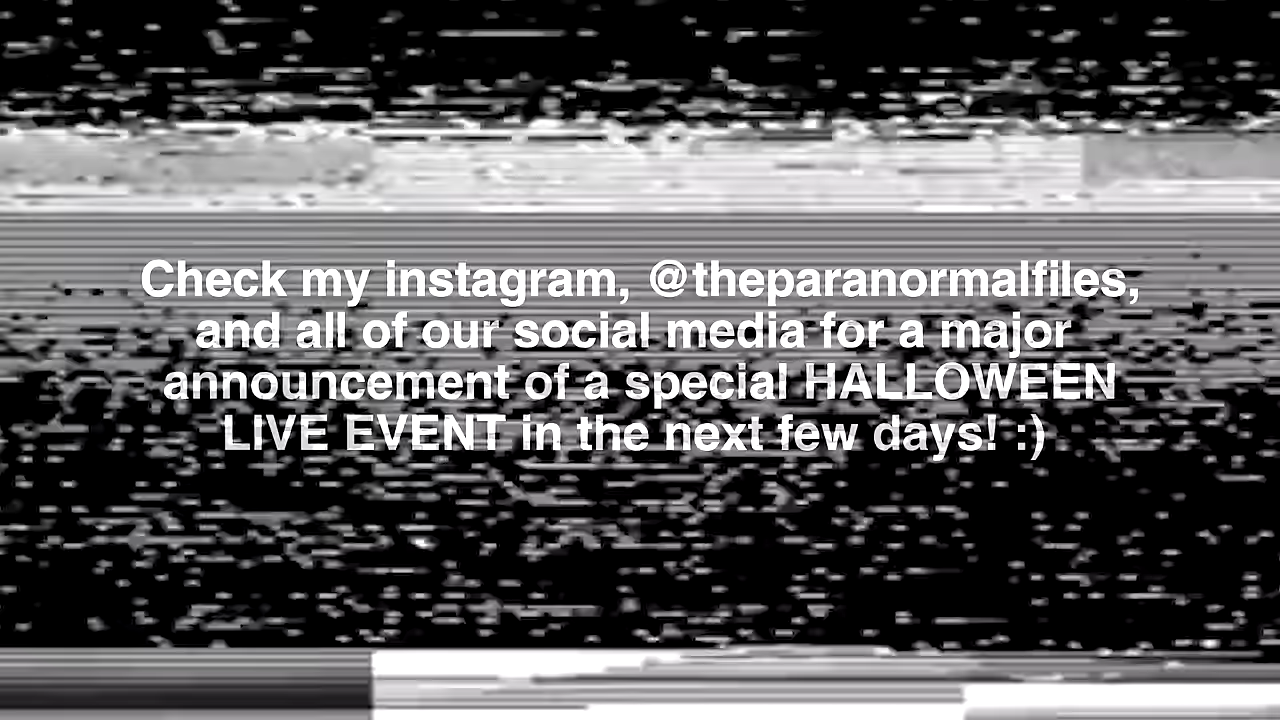 Check my instagram, @theparanormalfiles,
and all of our social media for a major
announcement of a special HALLOWEEN
LIVE EVENT in the next few days! :)